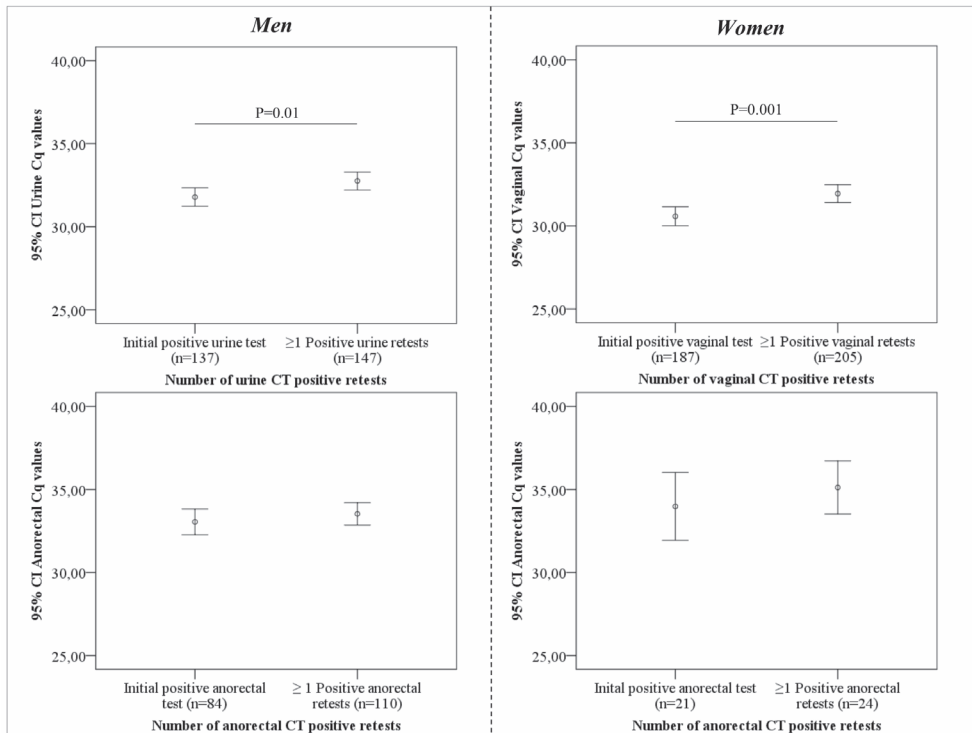 Men
40,00
35,00
30,00
25,00
95% CI Urine Cq values
P=0.01
Initial positive urine test
(n=137)
≥1 Positive urine retests
(n=147)
Number of urine CT positive retests
Women
40,00
35,00
30,00
25,00
95% CI Vaginal Cq values
P=0.001
Initial positive vaginal test
(n=187)
≥1 Positive vaginal retests
(n=205)
Number of vaginal CT positive retests
40,00
35,00
30,00
25,00
95% CI Anorectal Cq values
Initial positive anorectal
test (n=84)
≥ 1 Positive anorectal
retests (n=110)
Number of anorectal CT positive retests
40,00
35,00
30,00
25,00
95% CI Anorectal Cq values
Initial positive anorectal test
(n=21)
≥1 Positive anorectal
retests (n=24)
Number of anorectal CT positive retests